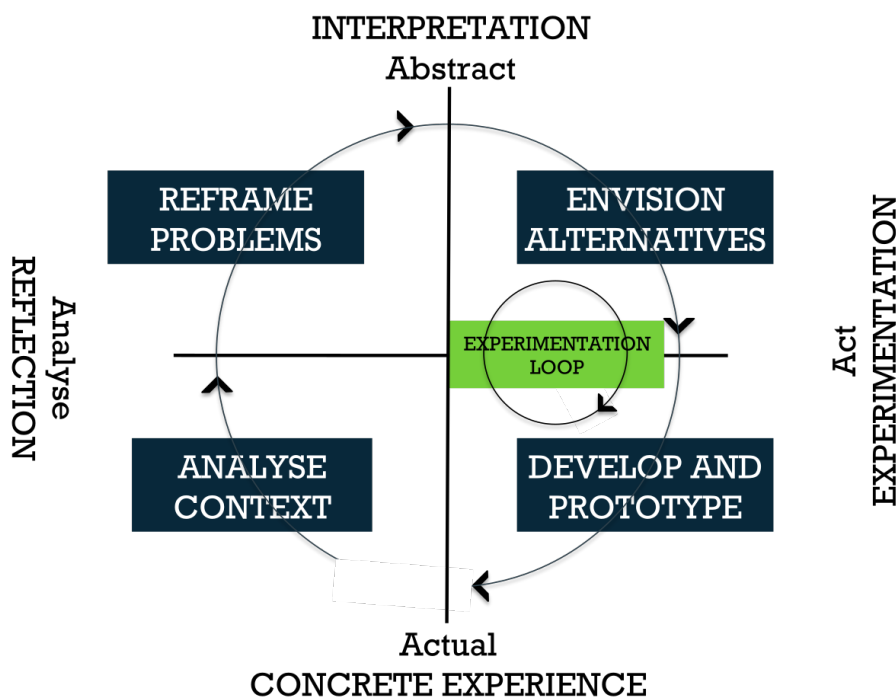 INTERPRETATION
Abstract
REFRAME
PROBLEMS
ENVISION
ALTERNATIVES
Analyse
REFLECTION
EXPERIMENTATION
LOOP
Act
EXPERIMENTATION
ANALYSE
CONTEXT
DEVELOP AND
PROTOTYPE
Actual
CONCRETE EXPERIENCE